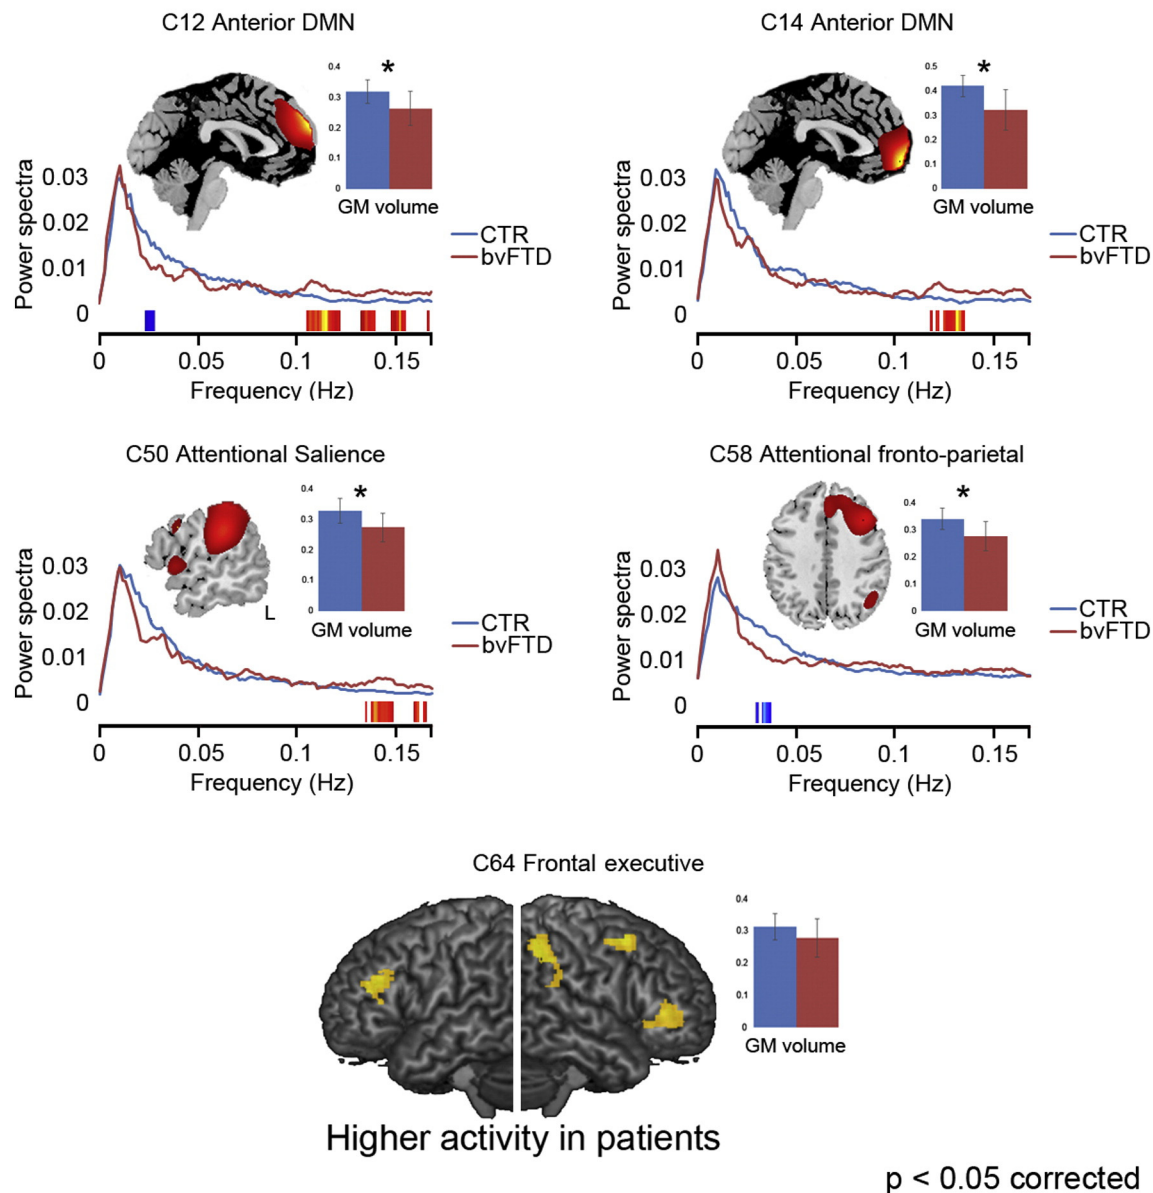 C12 Anterior DMN
0.4
0.3
0.2
0.1
0
*
GM volume
Power spectra
0.03
0.02
0.01
0
CTR
bvFTD
0 0.05 0.1 0.15
Frequency (Hz)
C14 Anterior DMN
0.5
0.4
0.3
0.2
0.1
0
*
GM volume
Power spectra
0.03
0.02
0.01
0
CTR
bvFTD
0 0.05 0.1 0.15
Frequency (Hz)
C50 Attentional Salience
0.4
0.3
0.2
0.1
0
*
GM volume
L
Power spectra
0.03
0.02
0.01
0
CTR
bvFTD
0 0.05 0.1 0.15
Frequency (Hz)
C58 Attentional fronto-parietal
0.4
0.3
0.2
0.1
0
*
GM volume
Power spectra
0.03
0.02
0.01
0
CTR
bvFTD
0 0.05 0.1 0.15
Frequency (Hz)
C64 Frontal executive
0.4
0.3
0.2
0.1
0
GM volume
Higher activity in patients
p < 0.05 corrected